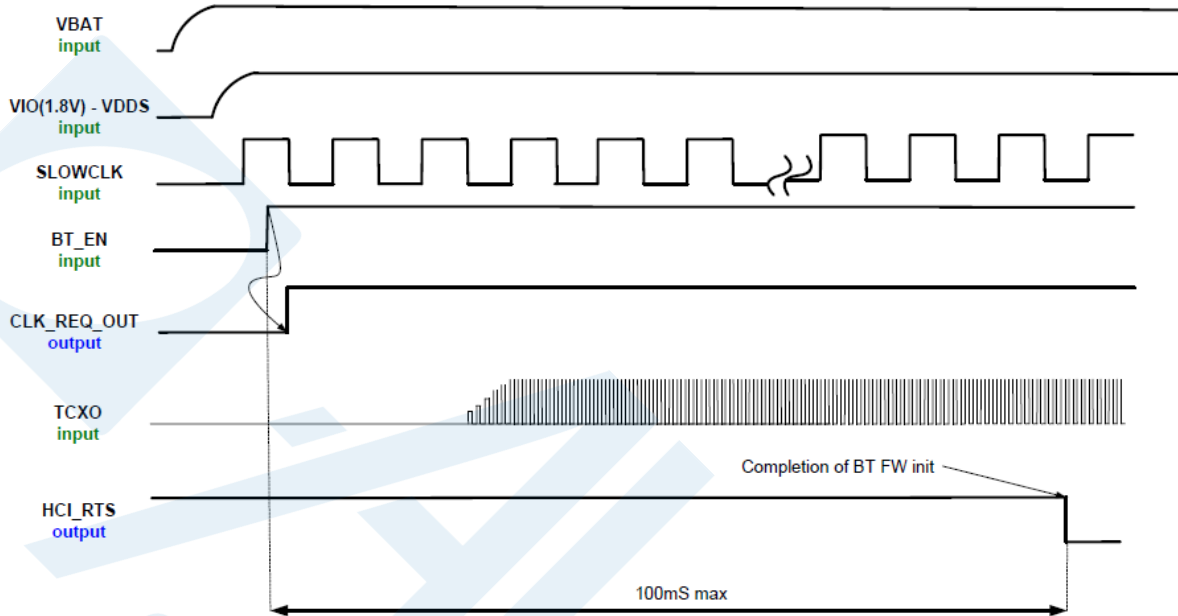 VBAT
input
VIO(1.8V) - VDDS
input
SLOWCLK
input
BT_EN
input
CLK_REQ_OUT
output
TCXO
input
Completion of BT FW init
HCI_RTS
output
100mS max